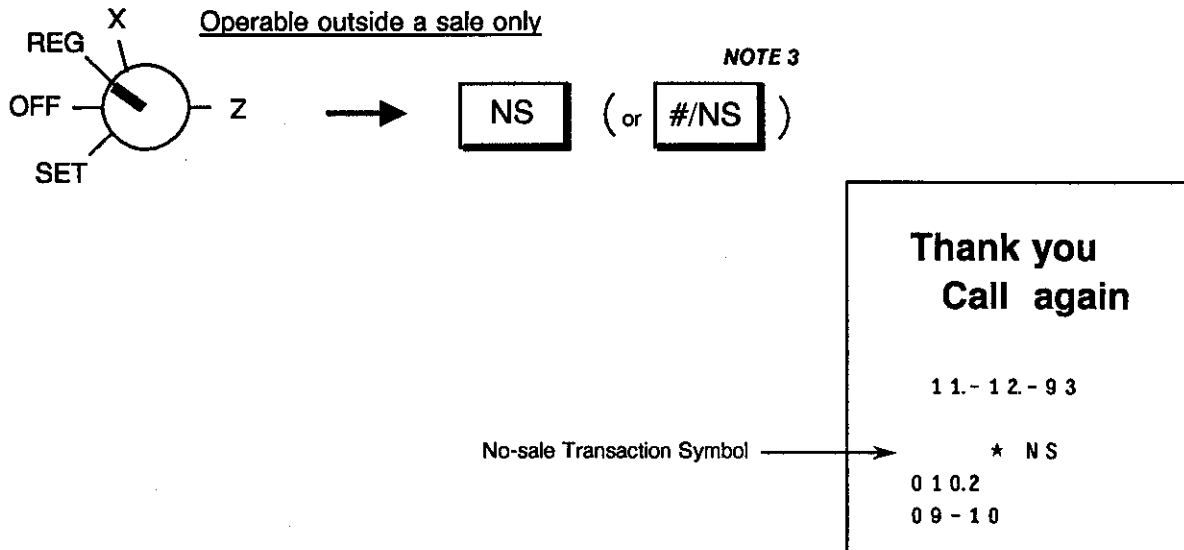 Operable outside a sale only
X
REG
OFF
Z
SET
NOTE 3
NS (or #/NS)
Thank you
Call again
11.-12.-93
No-sale Transaction Symbol
★ NS
010.2
09-10